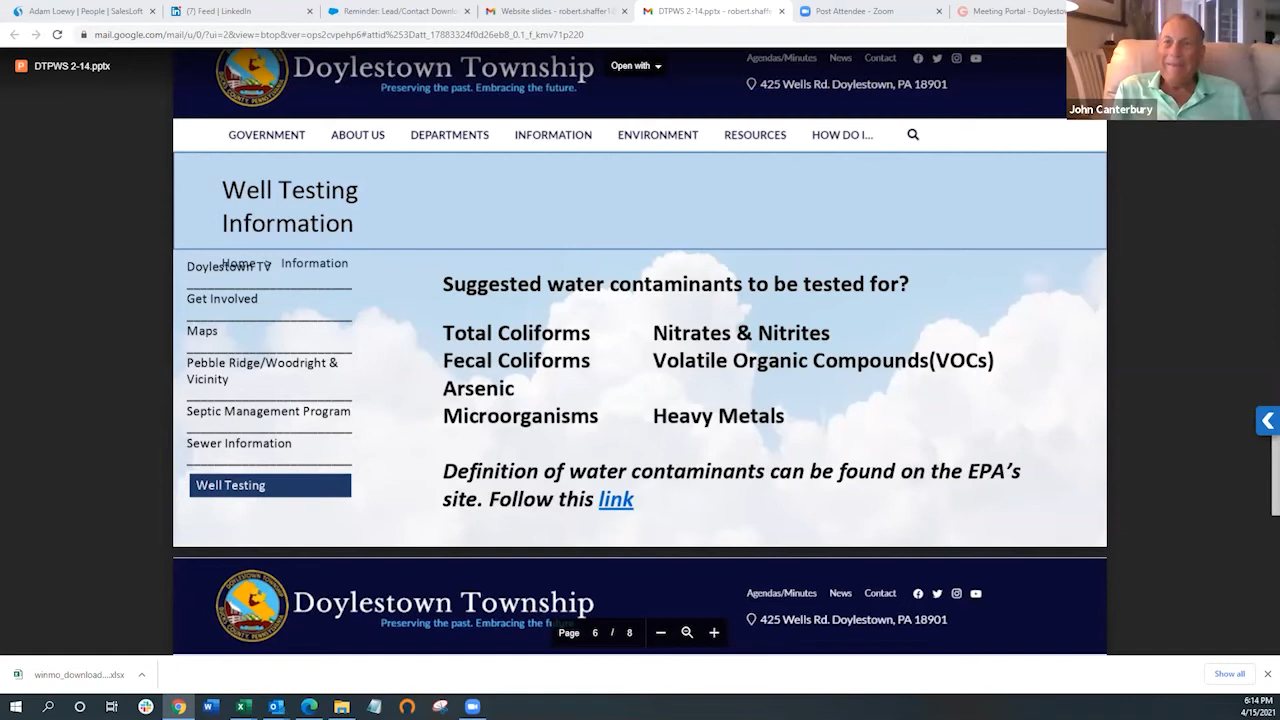 Adam Loewy | People | SalesLoft
(7) Feed | LinkedIn
Reminder: Lead/Contact Downlo
Website slides - robert.shaffer1
DTPWS 2-14.pptx - robert.shaffe
Post Attendee - Zoom
Meeting Portal - Doylestow
mail.google.com/mail/u/0/?ui=2&view=btop&ver=ops2cvpehp6#attid%253Datt_17883324f0d26eb8_0.1_f_kmv71p220
P DTPWS 2-14.pptx
Open with
Doylestown Township
Preserving the past. Embracing the future.
Agendas/Minutes News Contact
425 Wells Rd. Doylestown, PA 18901
John Canterbury
GOVERNMENT ABOUT US DEPARTMENTS INFORMATION ENVIRONMENT RESOURCES HOW DO I...
Well Testing
Information
Home > Information
Doylestown TV
Get Involved
Maps
Pebble Ridge/Woodright &
Vicinity
Septic Management Program
Sewer Information
Well Testing
Suggested water contaminants to be tested for?
Total Coliforms Nitrates & Nitrites
Fecal Coliforms Volatile Organic Compounds(VOCs)
Arsenic
Microorganisms Heavy Metals
Definition of water contaminants can be found on the EPA's
site. Follow this link
Doylestown Township
Preserving the past. Embracing the future.
Agendas/Minutes News Contact
425 Wells Rd. Doylestown, PA 18901
Page 6 / 8
winmo_download....xlsx
Show all
6:14 PM
4/15/2021